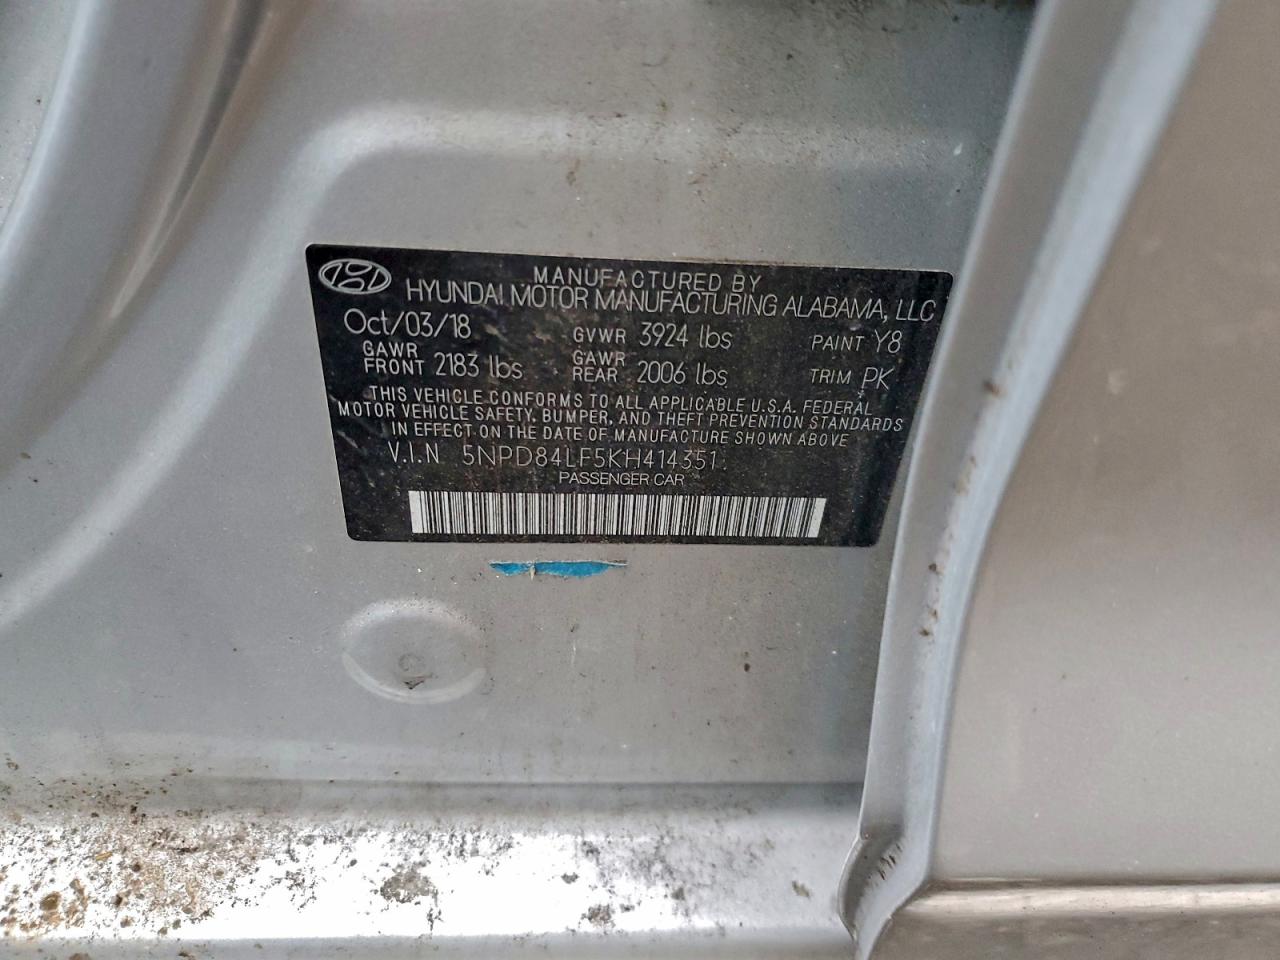 MANUFACTURED BY
HYUNDAI MOTOR MANUFACTURING ALABAMA, LLC
Oct/03/18 GVWR 3924 lbs PAINT Y8
GAWR FRONT 2183 lbs GAWR REAR 2006 lbs TRIM PK
THIS VEHICLE CONFORMS TO ALL APPLICABLE U.S.A. FEDERAL
MOTOR VEHICLE SAFETY, BUMPER, AND THEFT PREVENTION STANDARDS
IN EFFECT ON THE DATE OF MANUFACTURE SHOWN ABOVE
V.I.N 5NPD84LF5KH414351
PASSENGER CAR